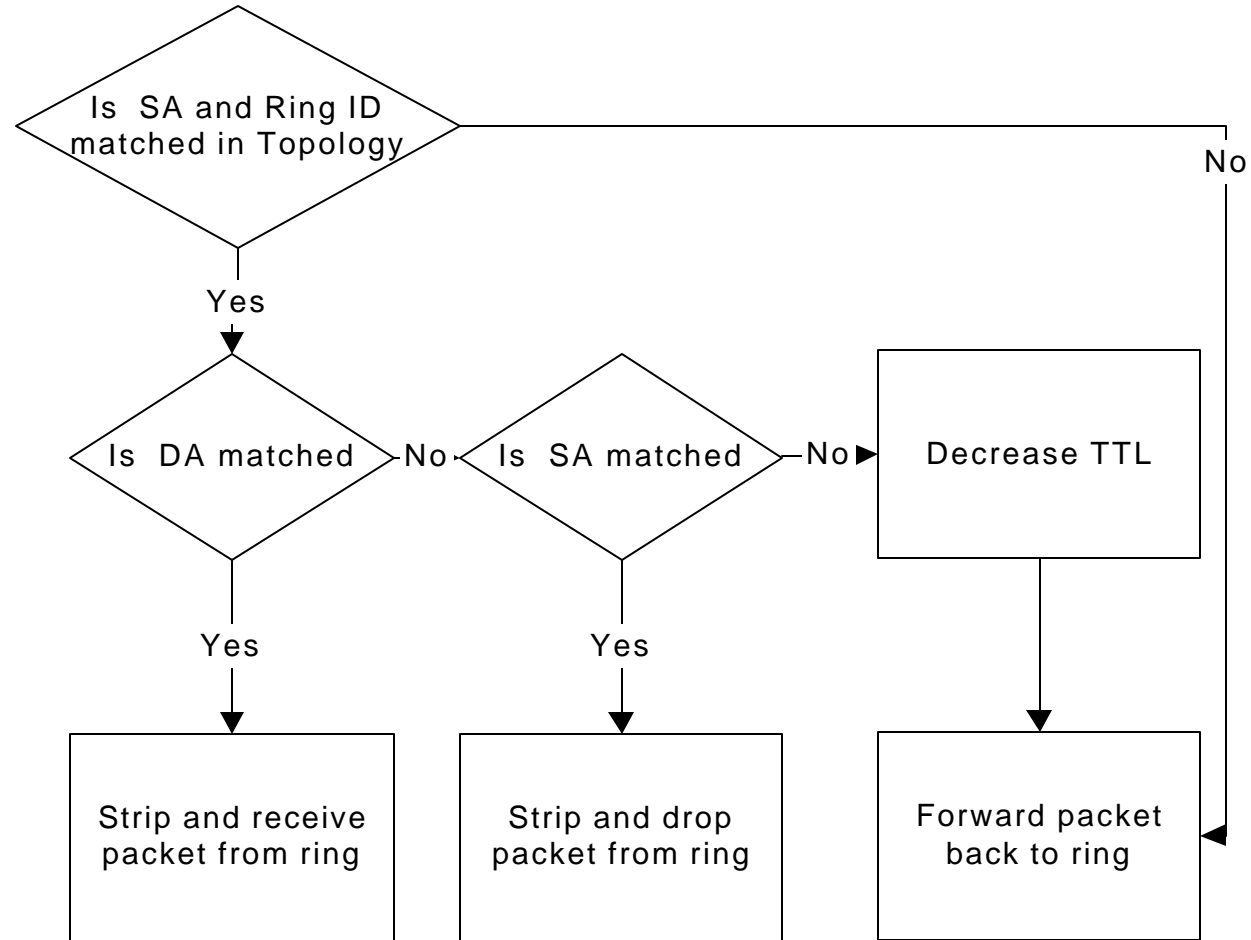 Is SA and Ring ID
matched in Topology
No
Yes
Is DA matched
No
Is SA matched
No
Decrease TTL
Yes
Yes
Strip and receive
packet from ring
Strip and drop
packet from ring
Forward packet
back to ring